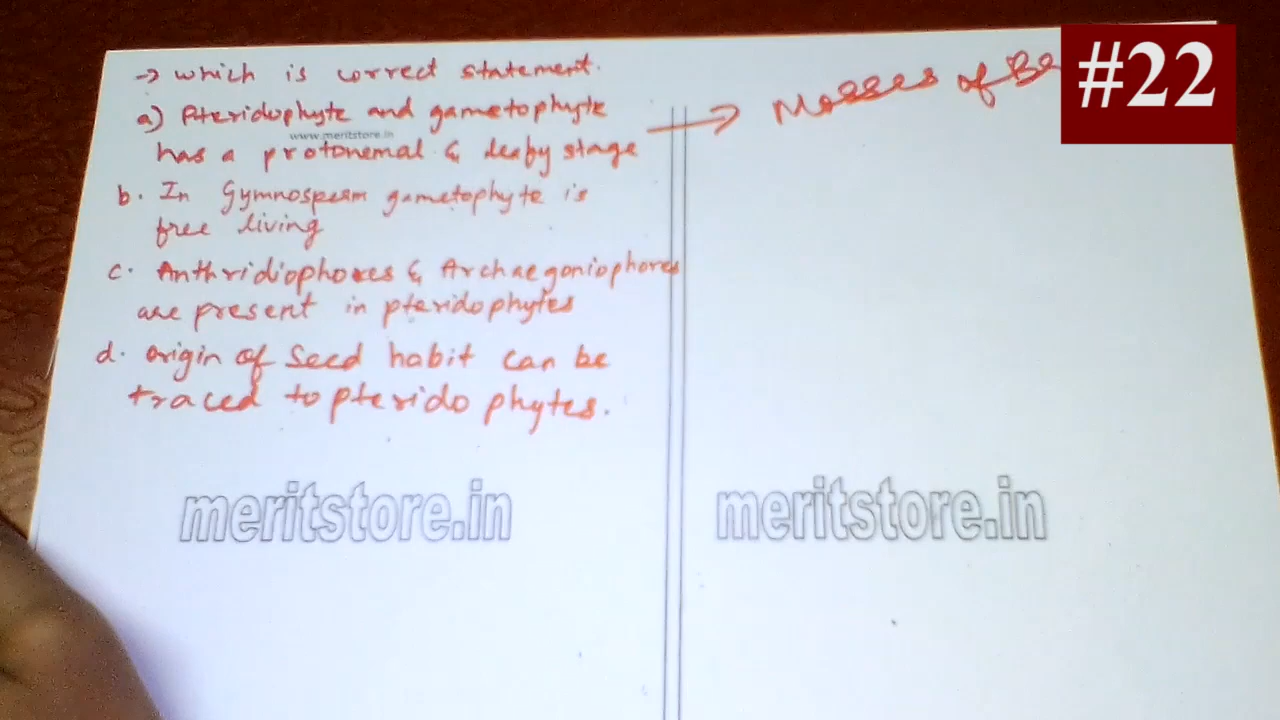 → which is correct statement.
a) Pteridophyte and gametophyte
www.meritstore.in
has a protonemal & leafy stage
b. In Gymnosperm gametophyte is
free living
c. Anthridiophores & Archaegoniophores
are present in pteridophytes
d. origin of seed habit can be
traced to pteridophytes.
→ Mosses of
#22
meritstore.in
meritstore.in